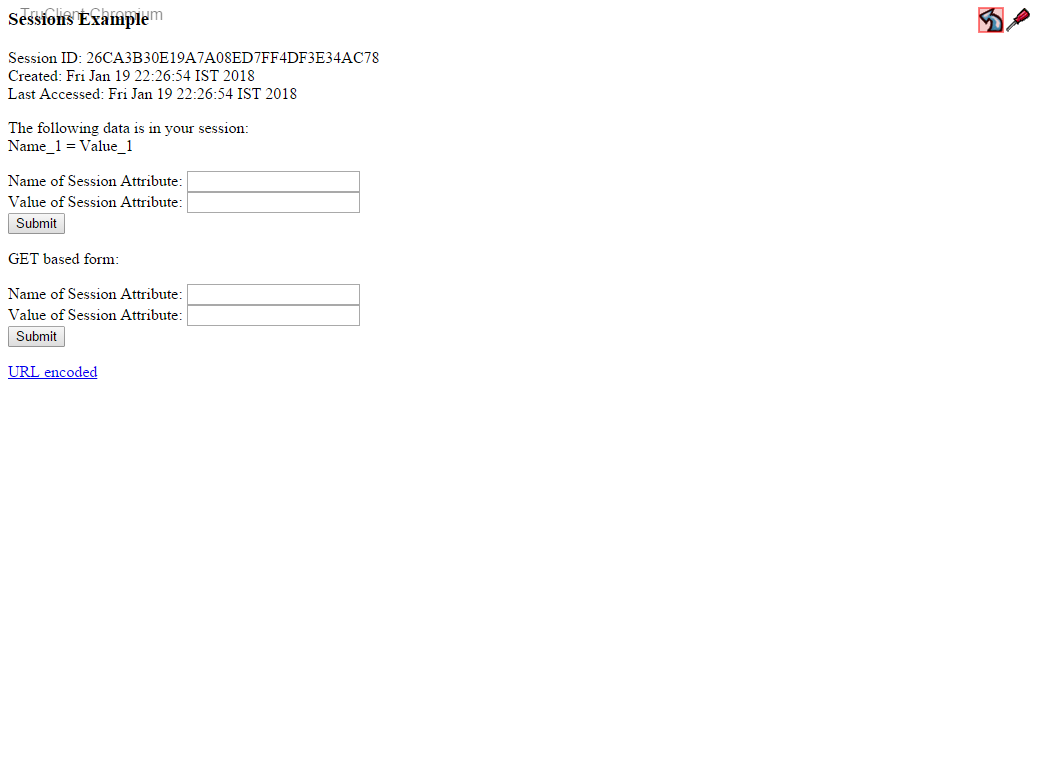 TruClient Chromium
Sessions Example
Session ID: 26CA3B30E19A7A08ED7FF4DF3E34AC78
Created: Fri Jan 19 22:26:54 IST 2018
Last Accessed: Fri Jan 19 22:26:54 IST 2018
The following data is in your session:
Name_1 = Value_1
Name of Session Attribute:
Value of Session Attribute:
Submit
GET based form:
Name of Session Attribute:
Value of Session Attribute:
Submit
URL encoded